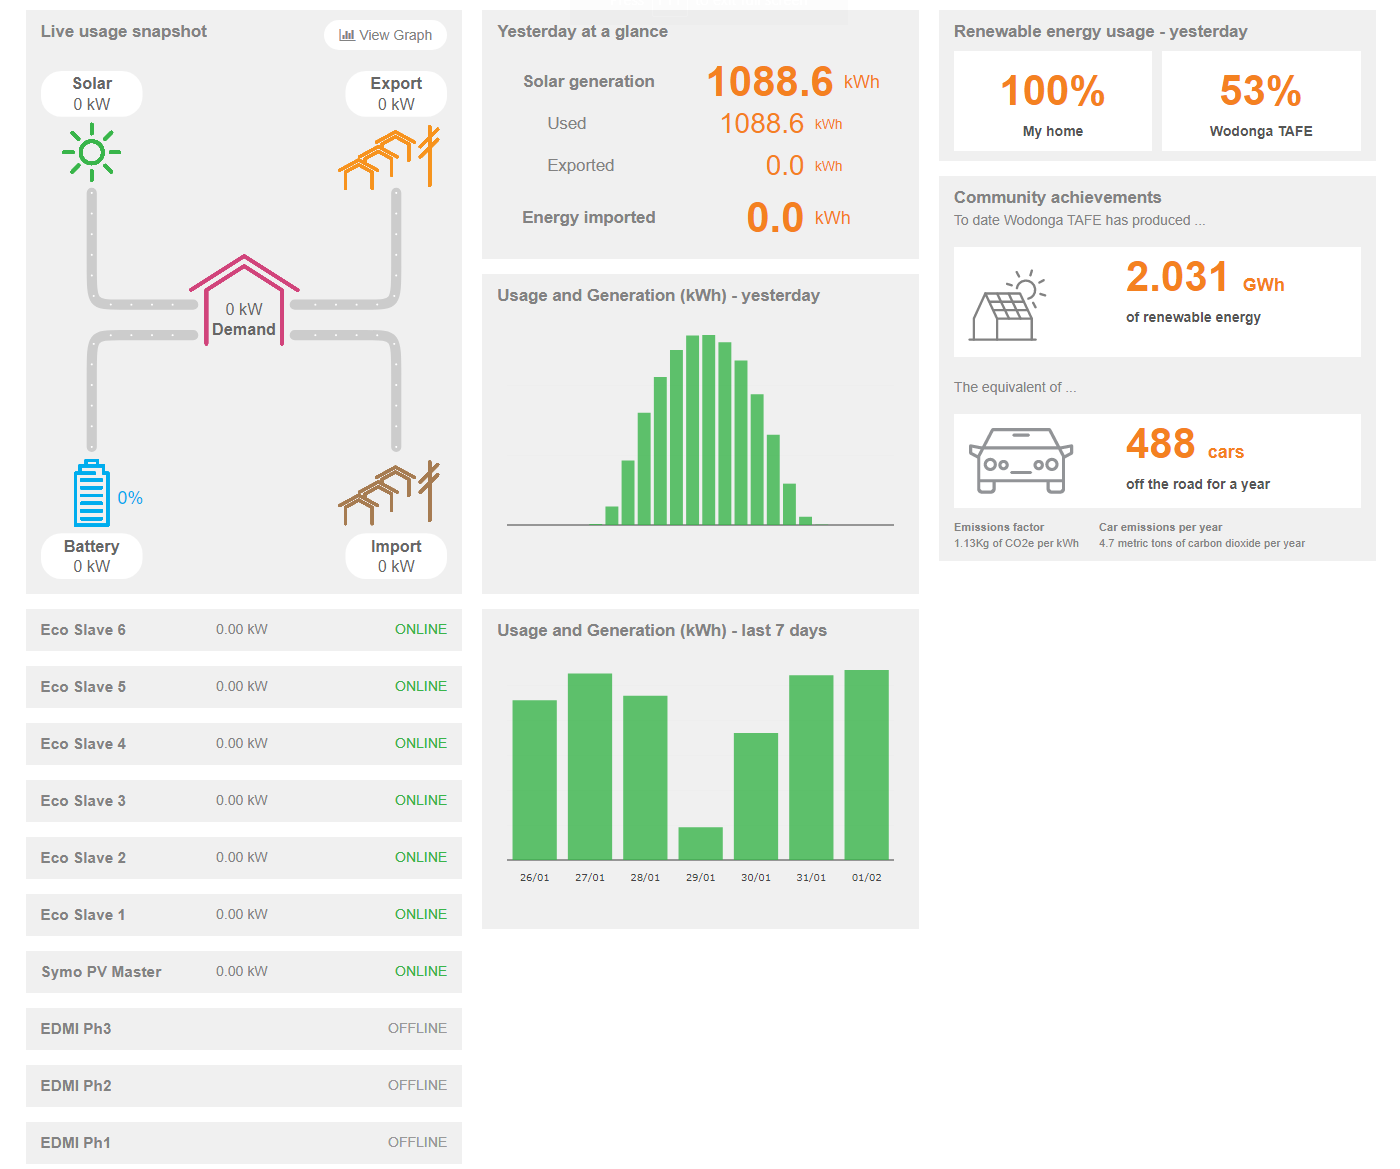 Live usage snapshot
View Graph
Solar
0 kW
Export
0 kW
0 kW
Demand
0%
Battery
0 kW
Import
0 kW
Eco Slave 6 0.00 kW ONLINE
Eco Slave 5 0.00 kW ONLINE
Eco Slave 4 0.00 kW ONLINE
Eco Slave 3 0.00 kW ONLINE
Eco Slave 2 0.00 kW ONLINE
Eco Slave 1 0.00 kW ONLINE
Symo PV Master 0.00 kW ONLINE
EDMI Ph3 OFFLINE
EDMI Ph2 OFFLINE
EDMI Ph1 OFFLINE
Yesterday at a glance
Solar generation 1088.6 kWh
Used 1088.6 kWh
Exported 0.0 kWh
Energy imported 0.0 kWh
Usage and Generation (kWh) - yesterday
Usage and Generation (kWh) - last 7 days
26/01 27/01 28/01 29/01 30/01 31/01 01/02
Renewable energy usage - yesterday
100%
My home
53%
Wodonga TAFE
Community achievements
To date Wodonga TAFE has produced ...
2.031 GWh
of renewable energy
The equivalent of ...
488 cars
off the road for a year
Emissions factor
1.13Kg of CO2e per kWh
Car emissions per year
4.7 metric tons of carbon dioxide per year